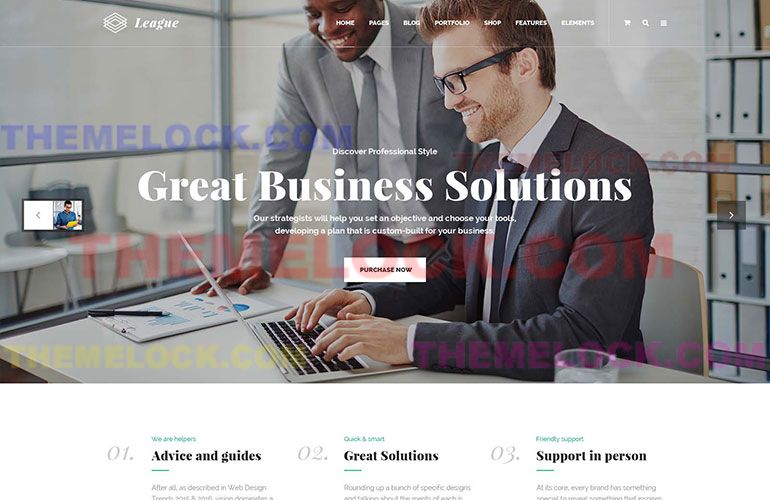 League
HOME PAGES BLOG PORTFOLIO SHOP FEATURES ELEMENTS
THEMELOCK.COM
THEMELOCK.COM
Discover Professional Style
Great Business Solutions
Our strategists will help you set an objective and choose your tools,
developing a plan that is custom-built for your business.
THEMELOCK.COM
PURCHASE NOW
THEMELOCK.COM
THEMELOCK.COM
01.
We are helpers
Advice and guides
After all, as described in Web Design
Trends 2015 & 2016, vision dominates a
02.
Quick & smart
Great Solutions
Rounding up a bunch of specific designs
and talking about the merits of each is
03.
Friendly support
Support in person
At its core, every brand has something
special to reveal something that inspires